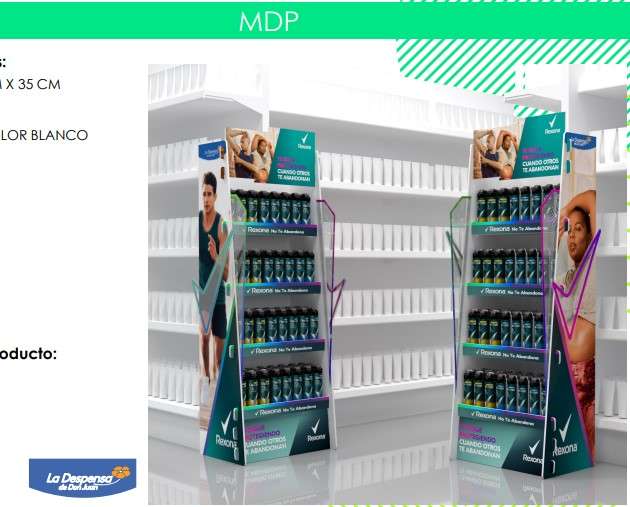 MDP
:
X 35 CM
LOR BLANCO
oducto:
La Despensa
de Don Juan
Rexona
CUANDO OTROS
TE ABANDONAN
Rexona No Te Abandona
Rexona No Te Abandona
Rexona No Te Abandona
Rexona No Te Abandona
CUANDO OTROS
TE ABANDONAN
Rexona
Rexona
Rexona
CUANDO OTROS
TE ABANDONAN
Rexona No Te Abandona
Rexona No Te Abandona
Rexona No Te Abandona
Rexona No Te Abandona
CUANDO OTROS
TE ABANDONAN
Rexona
Rexona